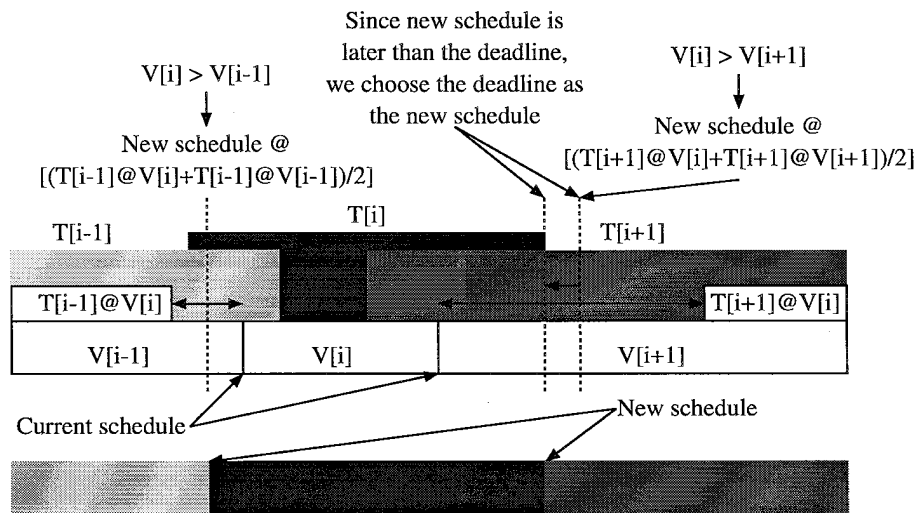 Since new schedule is
later than the deadline,
we choose the deadline as
the new schedule
V[i] > V[i-1]
V[i] > V[i+1]
New schedule @
[(T[i-1]@V[i]+T[i-1]@V[i-1])/2]
New schedule @
[(T[i+1]@V[i]+T[i+1]@V[i+1])/2]
T[i-1]
T[i]
T[i+1]
T[i-1]@V[i]
T[i+1]@V[i]
V[i-1]
V[i]
V[i+1]
Current schedule
New schedule